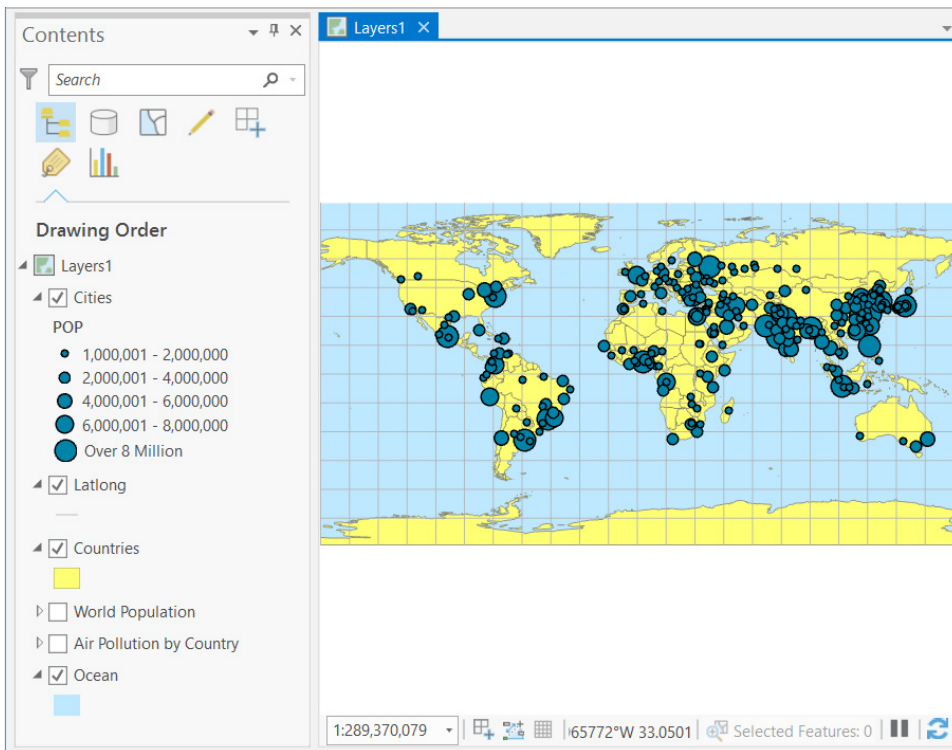 Contents
Layers1
Search
Drawing Order
Layers1
Cities
POP
1,000,001 - 2,000,000
2,000,001 - 4,000,000
4,000,001 - 6,000,000
6,000,001 - 8,000,000
Over 8 Million
Latlong
Countries
World Population
Air Pollution by Country
Ocean
1:289,370,079
65772°W 33.0501
Selected Features: 0